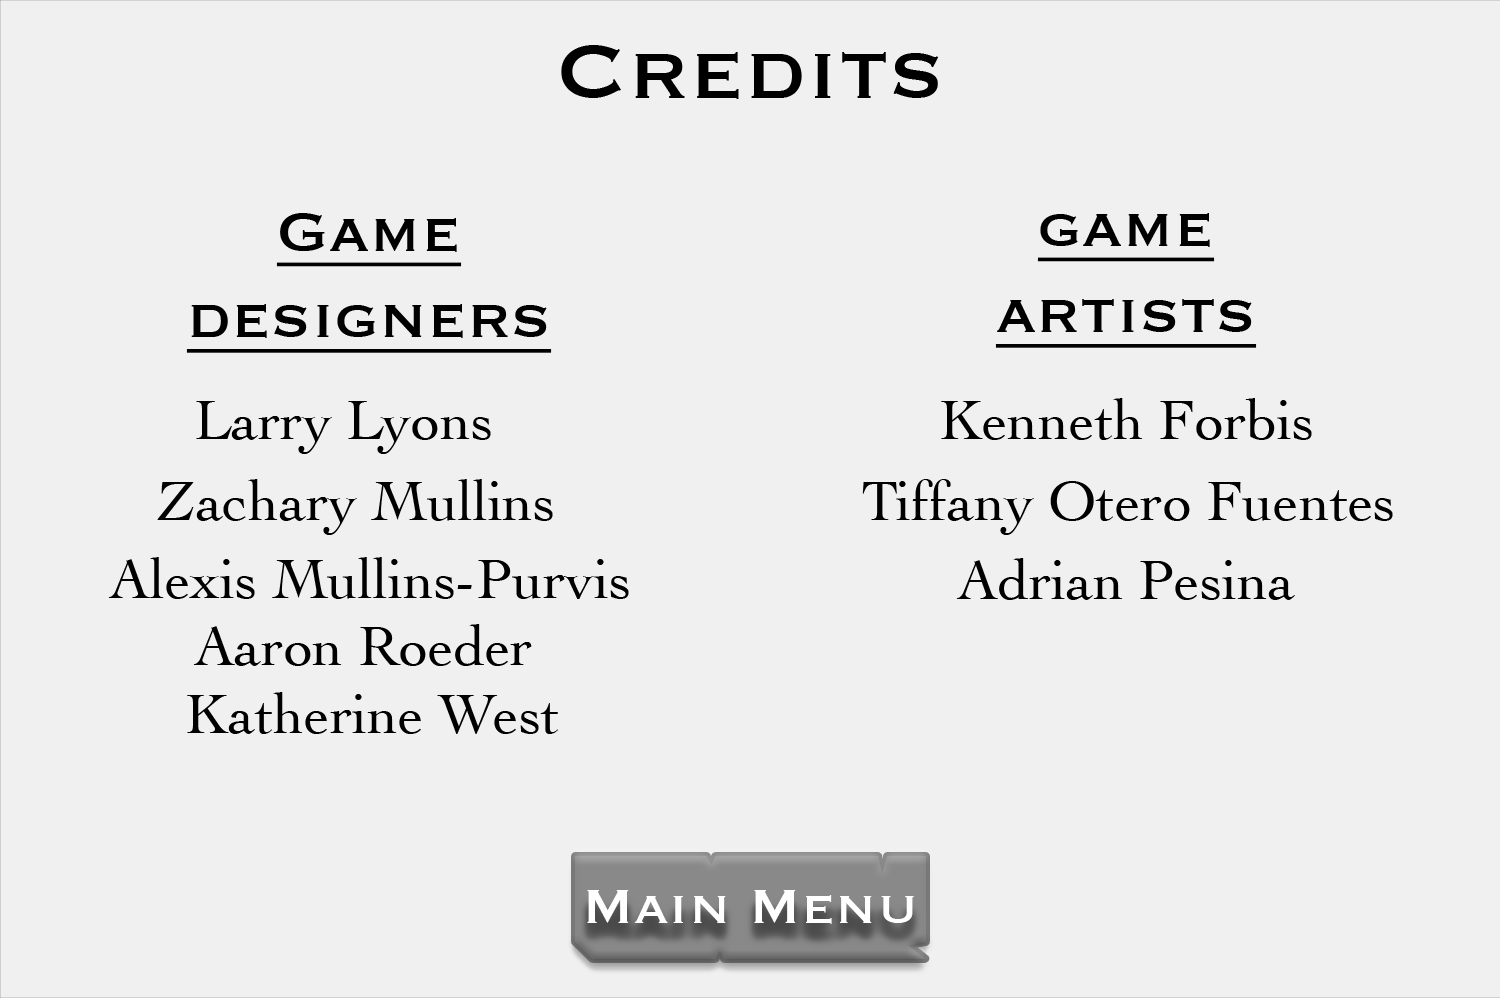 Credits
Game
designers
Larry Lyons
Zachary Mullins
Alexis Mullins-Purvis
Aaron Roeder
Katherine West
game
artists
Kenneth Forbis
Tiffany Otero Fuentes
Adrian Pesina
Main Menu